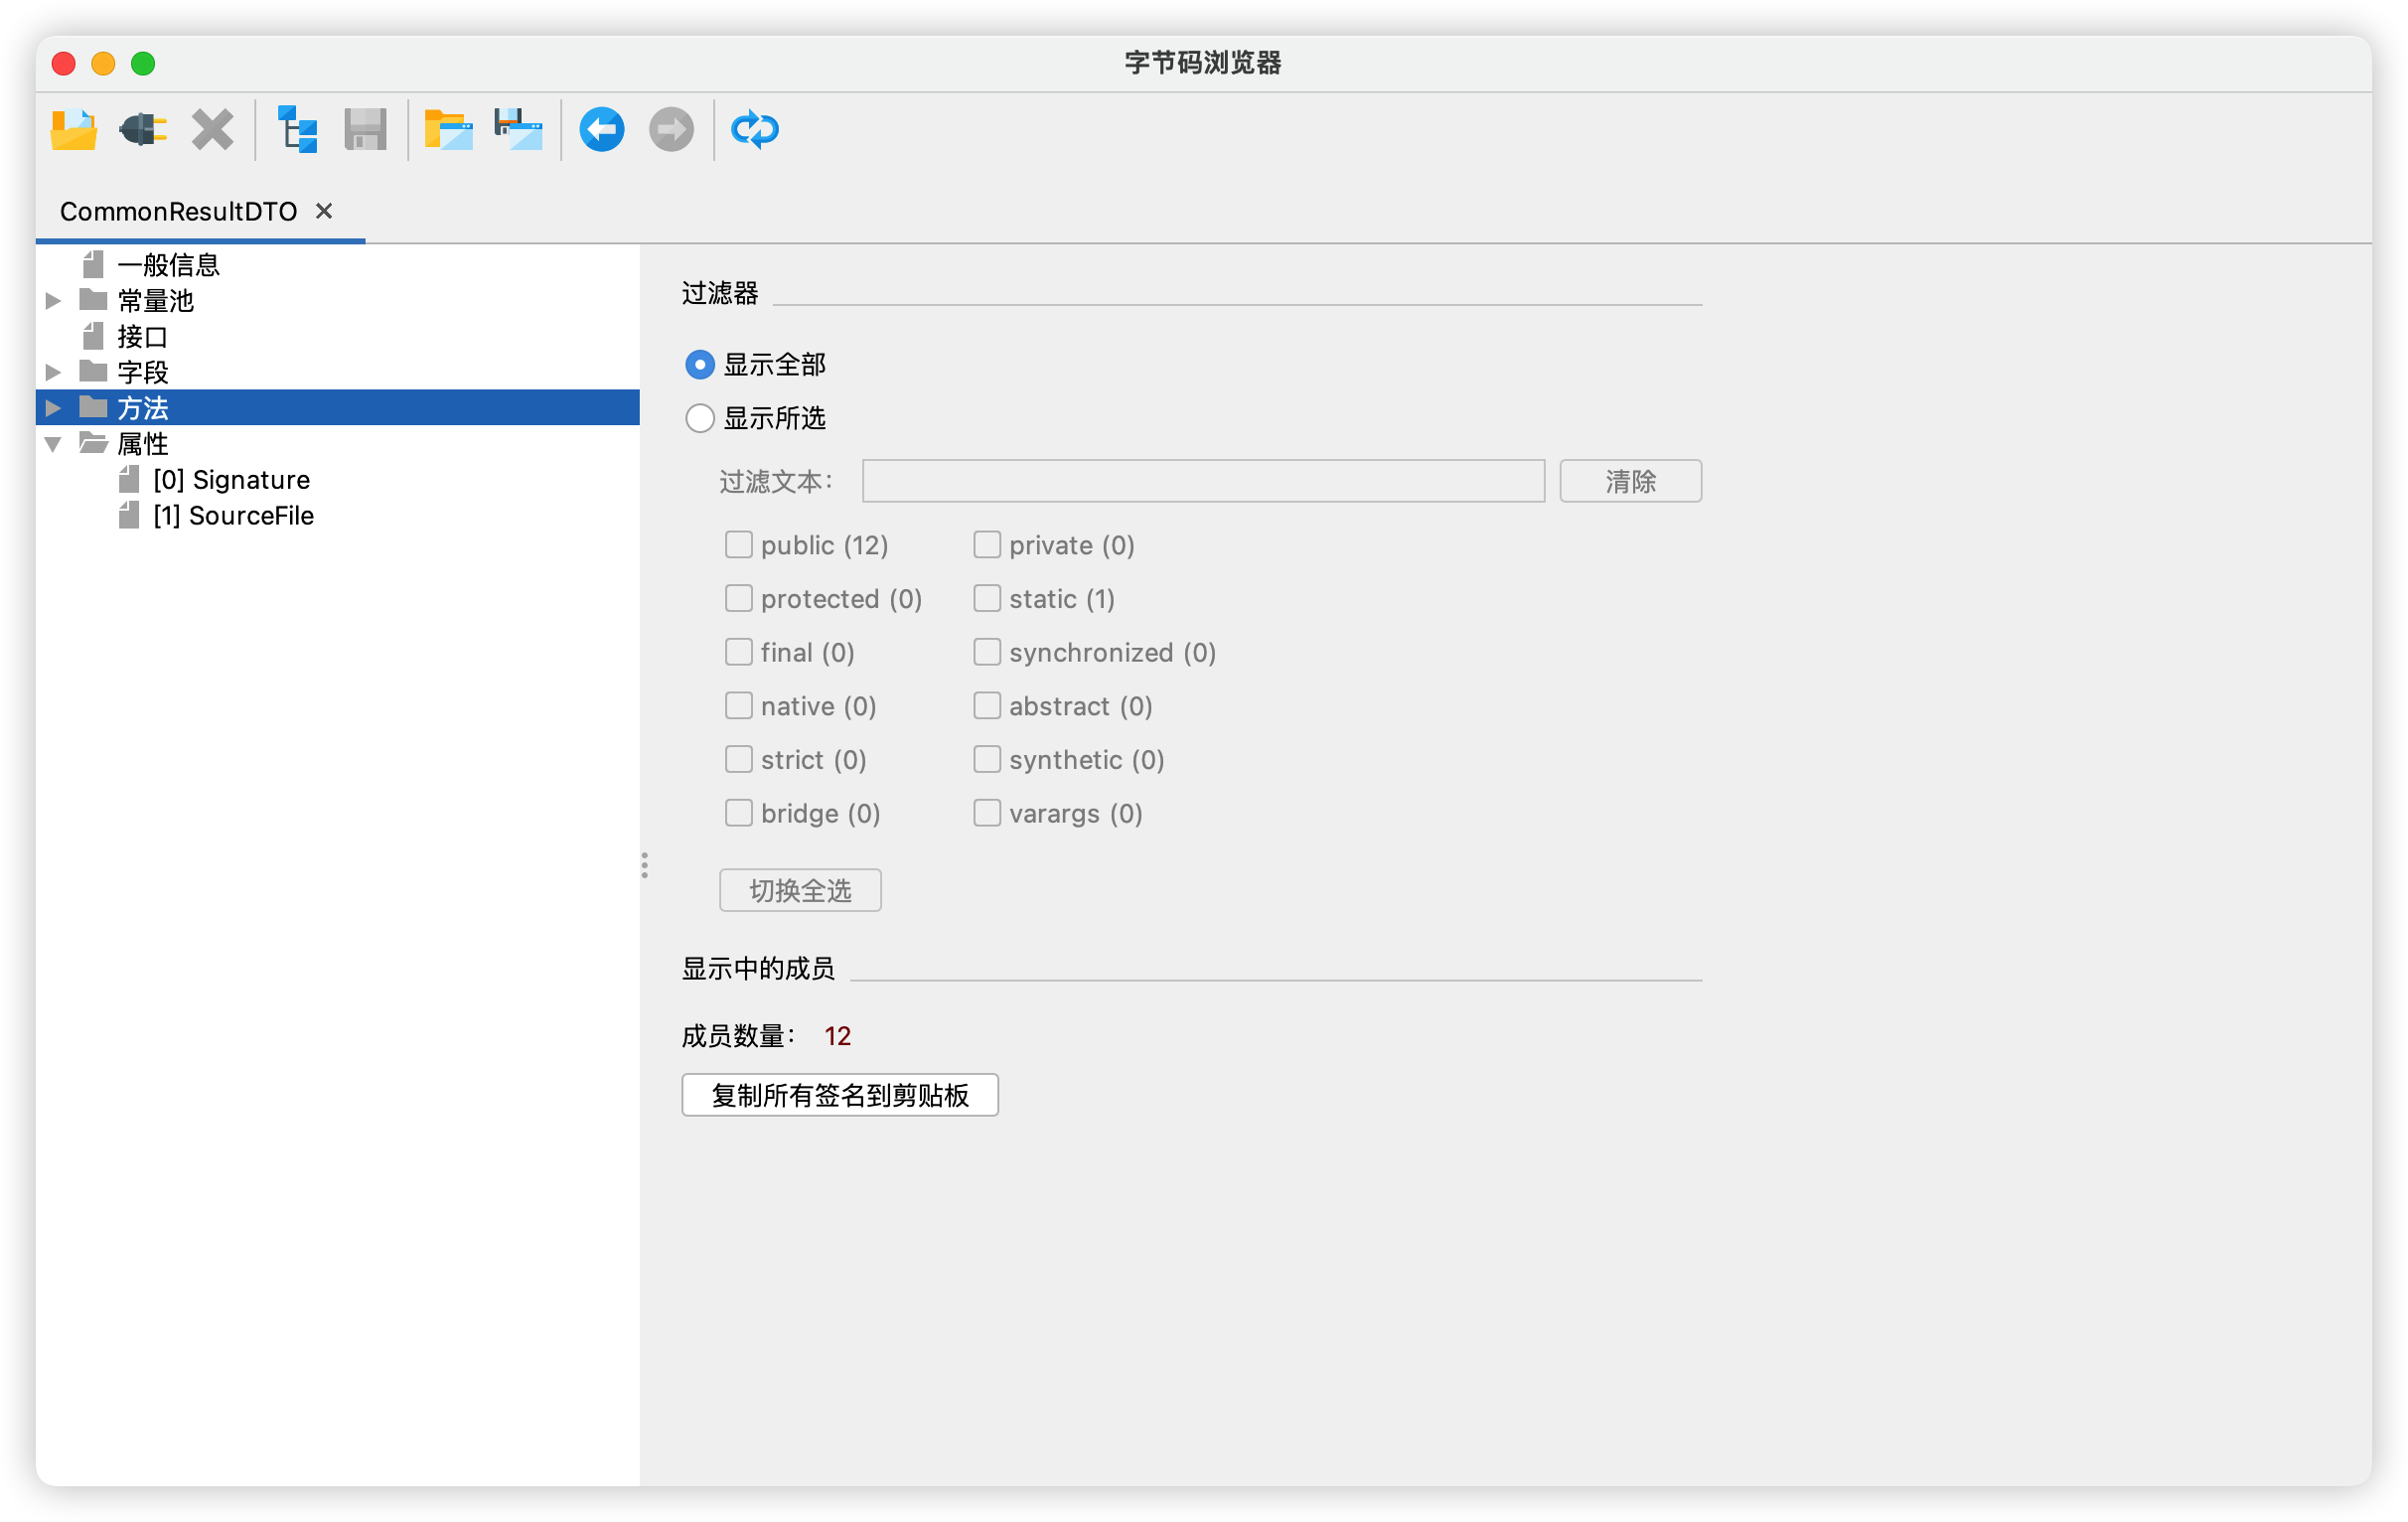 字节码浏览器
CommonResultDTO
一般信息
常量池
接口
字段
方法
属性
[0] Signature
[1] SourceFile
过滤器
显示全部
显示所选
过滤文本：
清除
public (12) private (0)
protected (0) static (1)
final (0) synchronized (0)
native (0) abstract (0)
strict (0) synthetic (0)
bridge (0) varargs (0)
切换全选
显示中的成员
成员数量： 12
复制所有签名到剪贴板